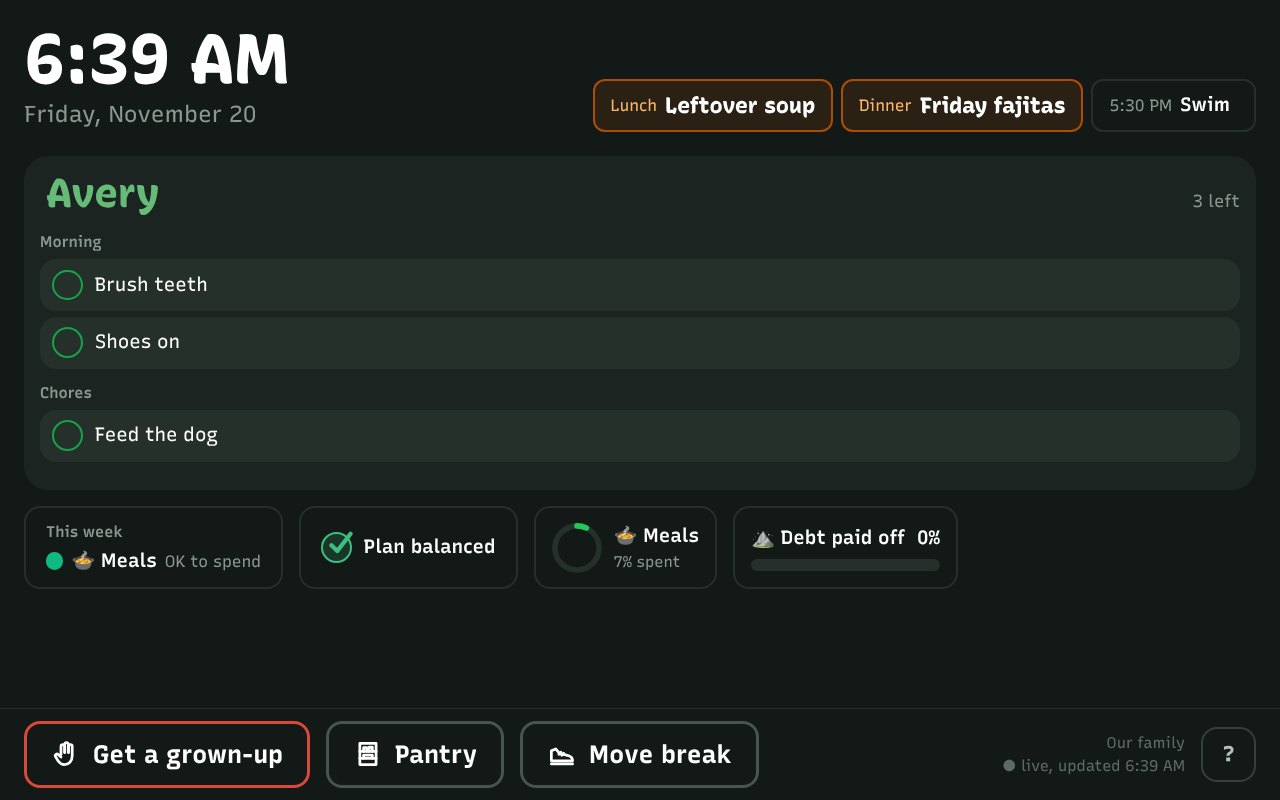 6:39 AM
Friday, November 20
Lunch Leftover soup
Dinner Friday fajitas
5:30 PM Swim
Avery
3 left
Morning
Brush teeth
Shoes on
Chores
Feed the dog
This week
Meals OK to spend
Plan balanced
Meals
7% spent
Debt paid off 0%
Get a grown-up
Pantry
Move break
Our family
live, updated 6:39 AM
?